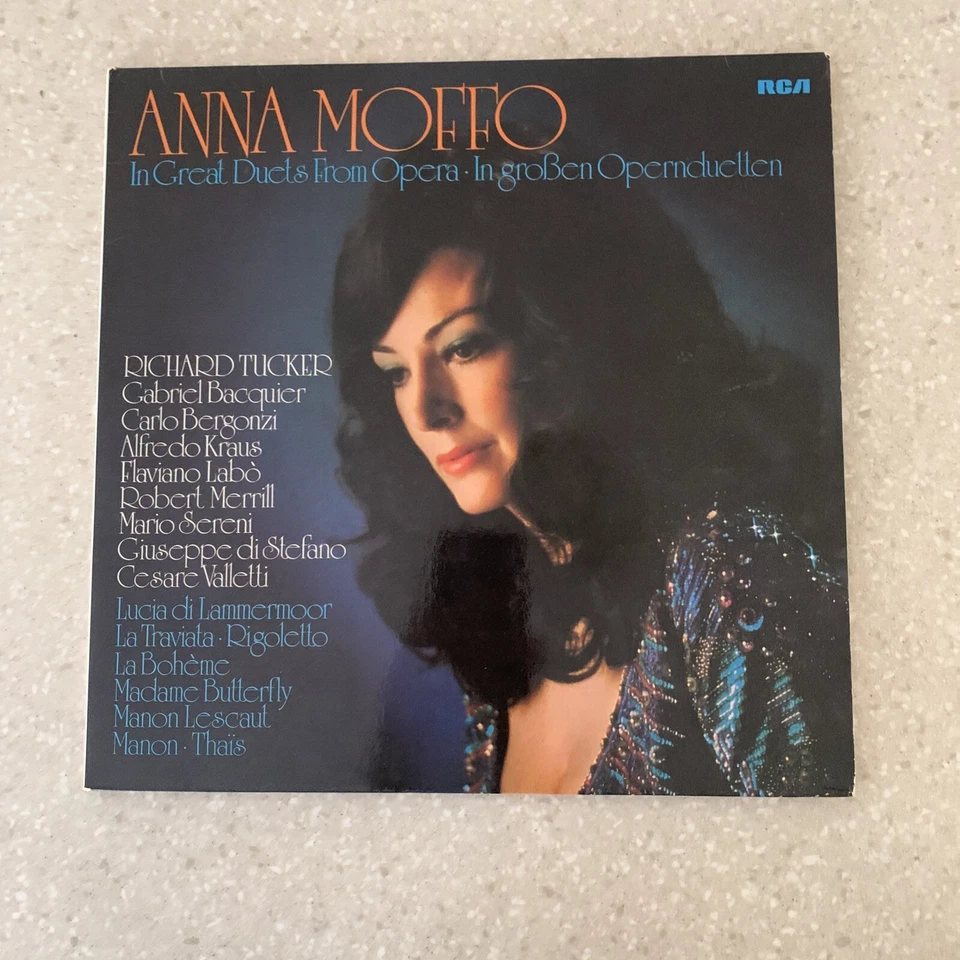 RCA
ANNA MOFFO
In Great Duets From Opera · In großen Opernduetten
RICHARD TUCKER
Gabriel Bacquier
Carlo Bergonzi
Alfredo Kraus
Flaviano Labò
Robert Merrill
Mario Sereni
Giuseppe di Stefano
Cesare Valletti
Lucia di Lammermoor
La Traviata · Rigoletto
La Bohème
Madame Butterfly
Manon Lescaut
Manon · Thaïs